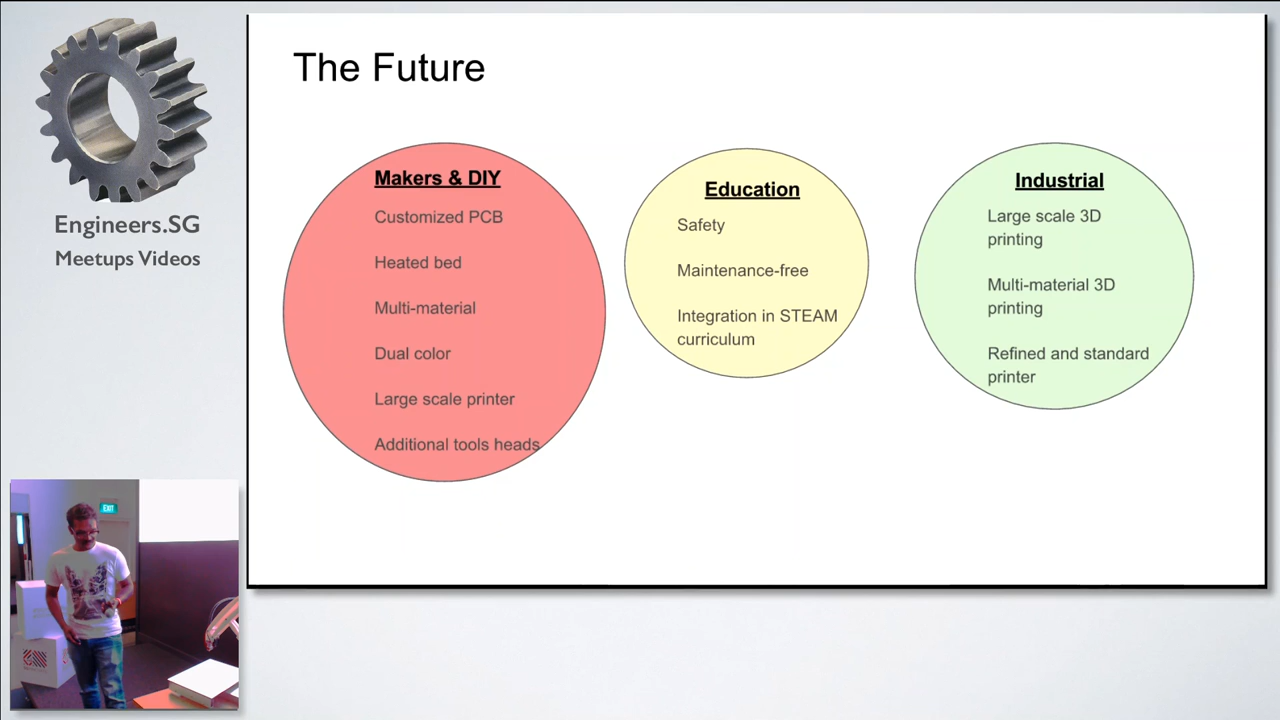 The Future
Makers & DIY
Customized PCB
Heated bed
Multi-material
Dual color
Large scale printer
Additional tools heads
Education
Safety
Maintenance-free
Integration in STEAM
curriculum
Industrial
Large scale 3D
printing
Multi-material 3D
printing
Refined and standard
printer
Engineers.SG
Meetups Videos
EXIT